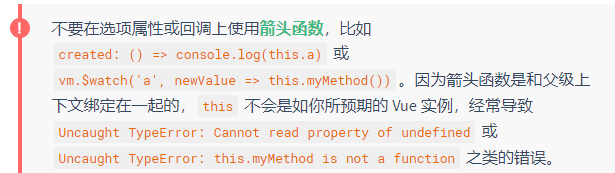 不要在选项属性或回调上使用箭头函数，比如
created: () => console.log(this.a) 或
vm.$watch('a', newValue => this.myMethod()) 。因为箭头函数是和父级上
下文绑定在一起的， this 不会是如你所预期的 Vue 实例，经常导致
Uncaught TypeError: Cannot read property of undefined 或
Uncaught TypeError: this.myMethod is not a function 之类的错误。